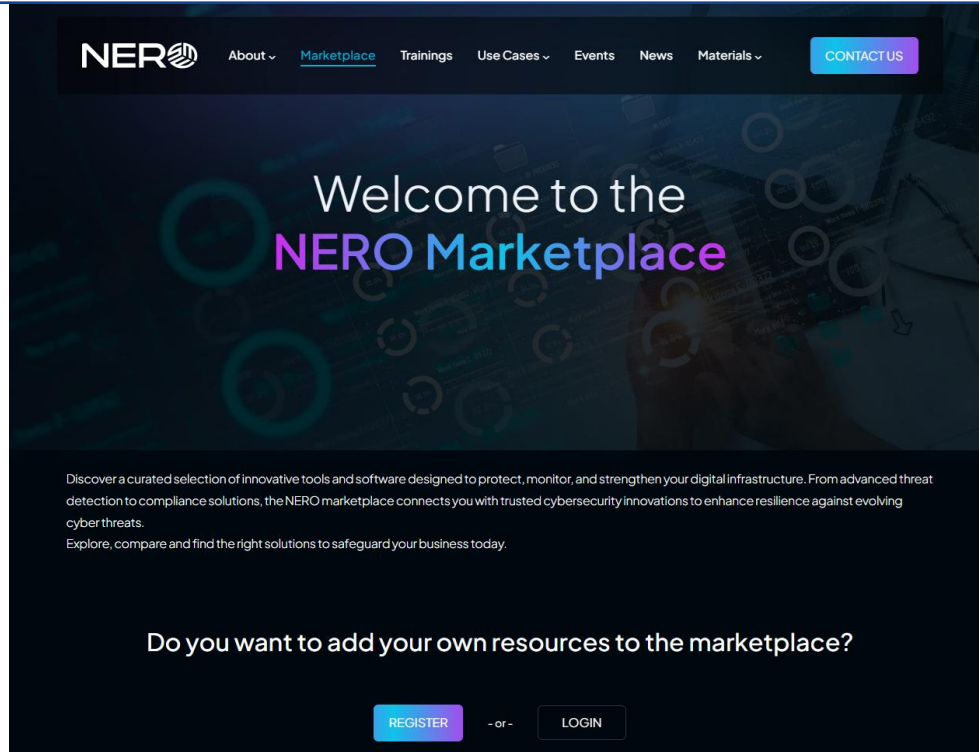 NERO
About
Marketplace
Trainings
Use Cases
Events
News
Materials
CONTACT US
Welcome to the
NERO Marketplace
Discover a curated selection of innovative tools and software designed to protect, monitor, and strengthen your digital infrastructure. From advanced threat
detection to compliance solutions, the NERO marketplace connects you with trusted cybersecurity innovations to enhance resilience against evolving
cyber threats.
Explore, compare and find the right solutions to safeguard your business today.
Do you want to add your own resources to the marketplace?
REGISTER
- or -
LOGIN